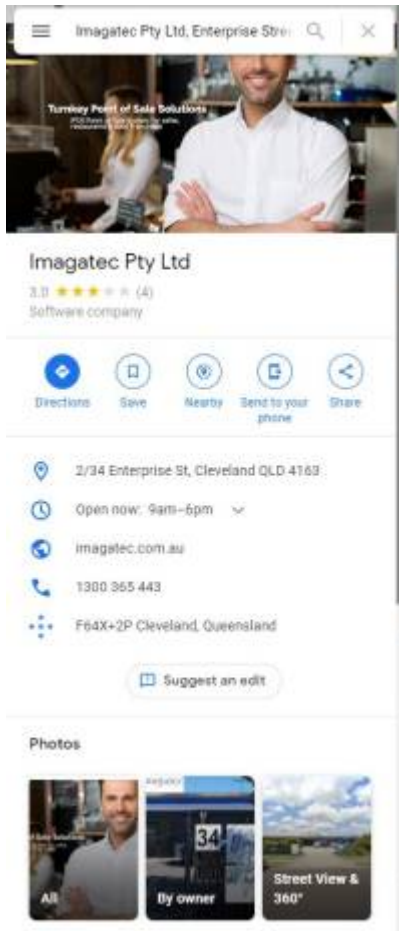 Imagatec Pty Ltd, Enterprise Stre
Turnkey Point of Sale Solutions
Imagatec Pty Ltd
3.0 (4)
Software company
Directions
Save
Nearby
Send to your
phone
Share
2/34 Enterprise St, Cleveland QLD 4163
Open now: 9am–6pm
imagatec.com.au
1300 365 443
F64X+2P Cleveland, Queensland
Suggest an edit
Photos
of Sale Solutions
34
All
By owner
Street View &
360°